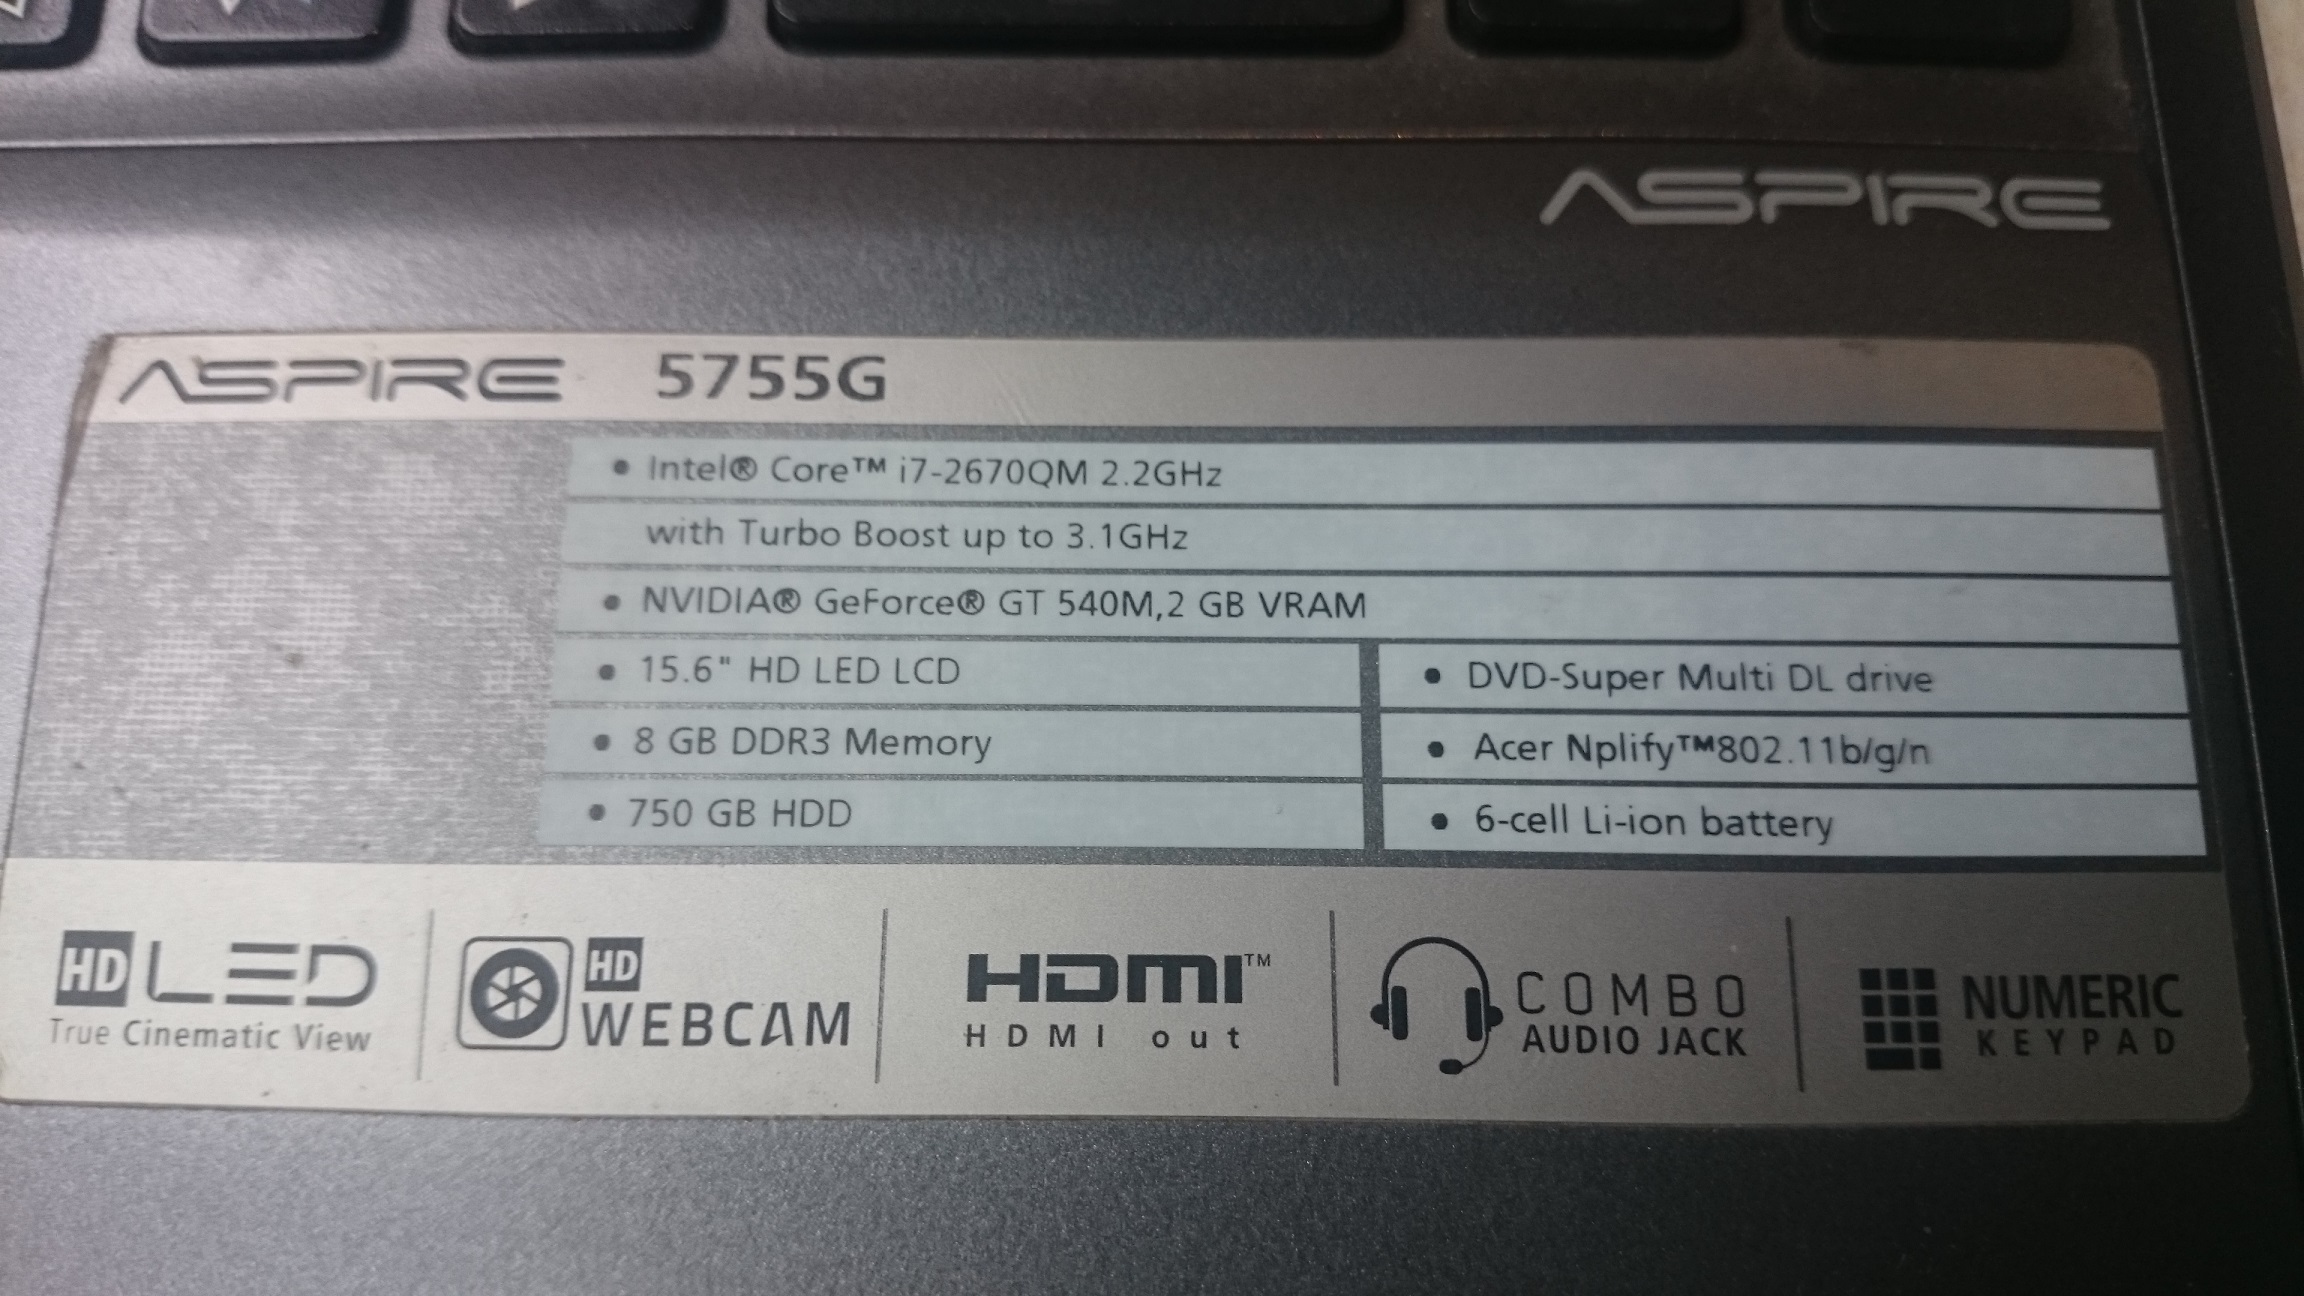 ASPIRE
ASPIRE 5755G
• Intel® Core™ i7-2670QM 2.2GHz
with Turbo Boost up to 3.1GHz
• NVIDIA® GeForce® GT 540M,2 GB VRAM
• 15.6" HD LED LCD
• DVD-Super Multi DL drive
• 8 GB DDR3 Memory
• Acer Nplify™802.11b/g/n
• 750 GB HDD
• 6-cell Li-ion battery
HD LED
True Cinematic View
HD
WEBCAM
HDMI™
HDMI out
COMBO
AUDIO JACK
NUMERIC
KEYPAD